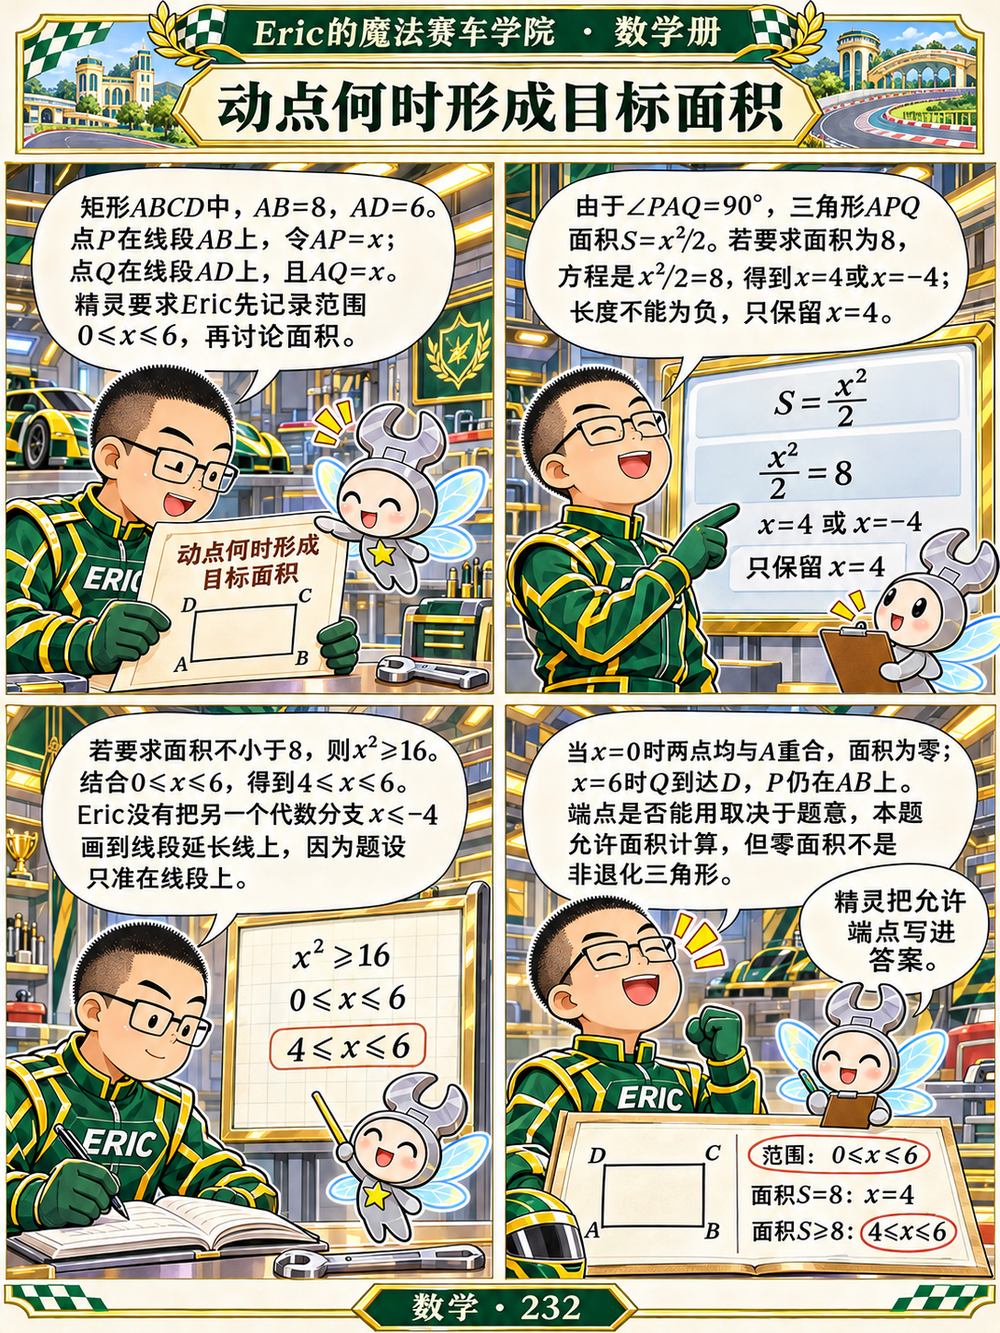 Eric的魔法赛车学院 · 数学册
动点何时形成目标面积
矩形ABCD中，AB=8，AD=6。
点P在线段AB上，令AP=x；
点Q在线段AD上，且AQ=x。
精灵要求Eric先记录范围
0≤x≤6，再讨论面积。
动点何时形成
目标面积
D
C
A
B
ERIC
由于∠PAQ=90°，三角形APQ
面积S=x²/2。若要求面积为8，
方程是x²/2=8，得到x=4或x=-4；
长度不能为负，只保留x=4。
S=x²/2
x²/2=8
x=4 或 x=-4
只保留 x=4
若要求面积不小于8，则x²≥16。
结合0≤x≤6，得到4≤x≤6。
Eric没有把另一个代数分支x≤-4
画到线段延长线上，因为题设
只准在线段上。
x²≥16
0≤x≤6
4≤x≤6
ERIC
当x=0时两点均与A重合，面积为零；
x=6时Q到达D，P仍在AB上。
端点是否能用取决于题意，本题
允许面积计算，但零面积不是
非退化三角形。
精灵把允许
端点写进
答案。
ERIC
D
C
A
B
范围：0≤x≤6
面积S=8：x=4
面积S≥8：4≤x≤6
数学 · 232